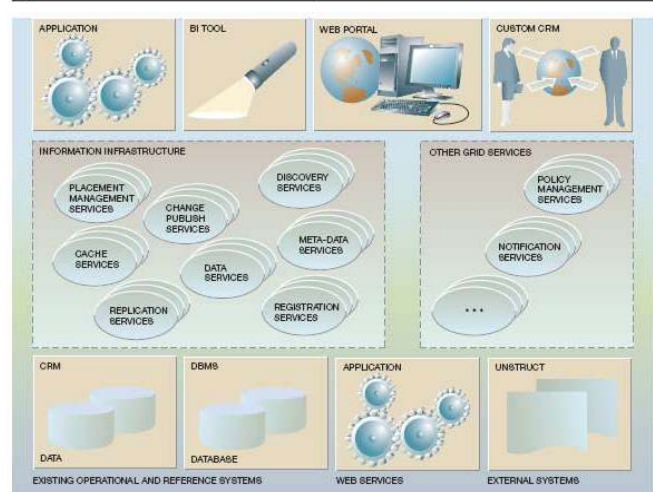 APPLICATION
BI TOOL
WEB PORTAL
CUSTOM CRM
INFORMATION INFRASTRUCTURE
PLACEMENT
MANAGEMENT
SERVICES
CHANGE
PUBLISH
SERVICES
DISCOVERY
SERVICES
CACHE
SERVICES
DATA
SERVICES
META-DATA
SERVICES
REPLICATION
SERVICES
REGISTRATION
SERVICES
OTHER GRID SERVICES
POLICY
MANAGEMENT
SERVICES
NOTIFICATION
SERVICES
...
CRM
DATA
DBMS
DATABASE
APPLICATION
UNSTRUCT
EXISTING OPERATIONAL AND REFERENCE SYSTEMS
WEB SERVICES
EXTERNAL SYSTEMS